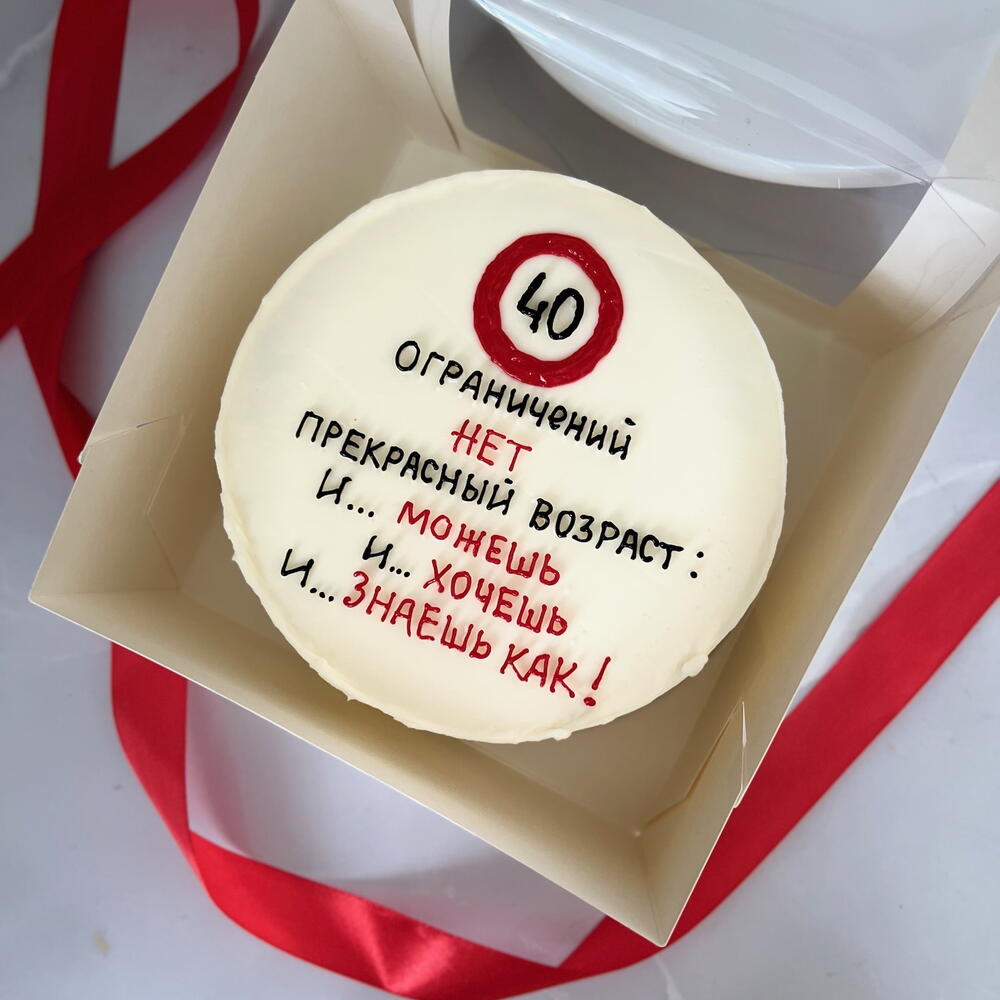 40
ОГРАНИЧЕНИЙ
НЕТ
ПРЕКРАСНЫЙ ВОЗРАСТ:
И... МОЖЕШЬ
И... ХОЧЕШЬ
И... ЗНАЕШЬ КАК!